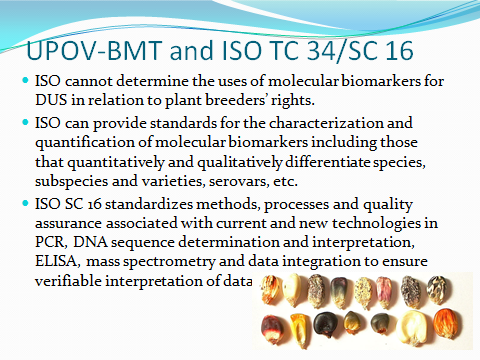 UPOV-BMT and ISO TC 34/SC 16
ISO cannot determine the uses of molecular biomarkers for
DUS in relation to plant breeders’ rights.
ISO can provide standards for the characterization and
quantification of molecular biomarkers including those
that quantitatively and qualitatively differentiate species,
subspecies and varieties, serovars, etc.
ISO SC 16 standardizes methods, processes and quality
assurance associated with current and new technologies in
PCR, DNA sequence determination and interpretation,
ELISA, mass spectrometry and data integration to ensure
verifiable interpretation of data